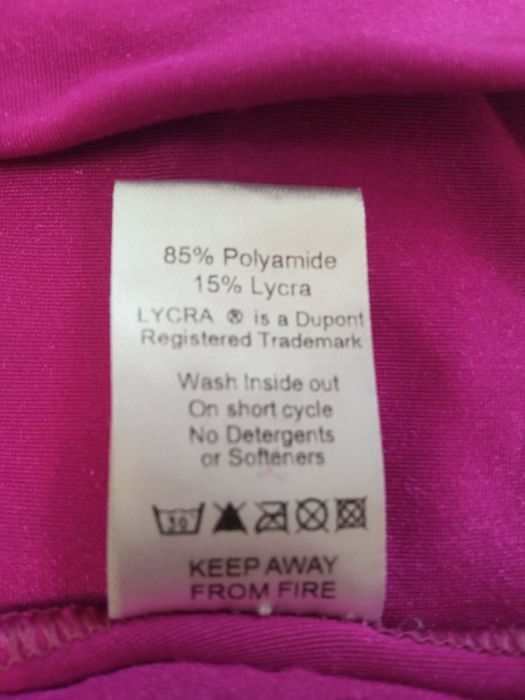 85% Polyamide
15% Lycra
LYCRA ® is a Dupont
Registered Trademark
Wash Inside out
On short cycle
No Detergents
or Softeners
30
KEEP AWAY
FROM FIRE